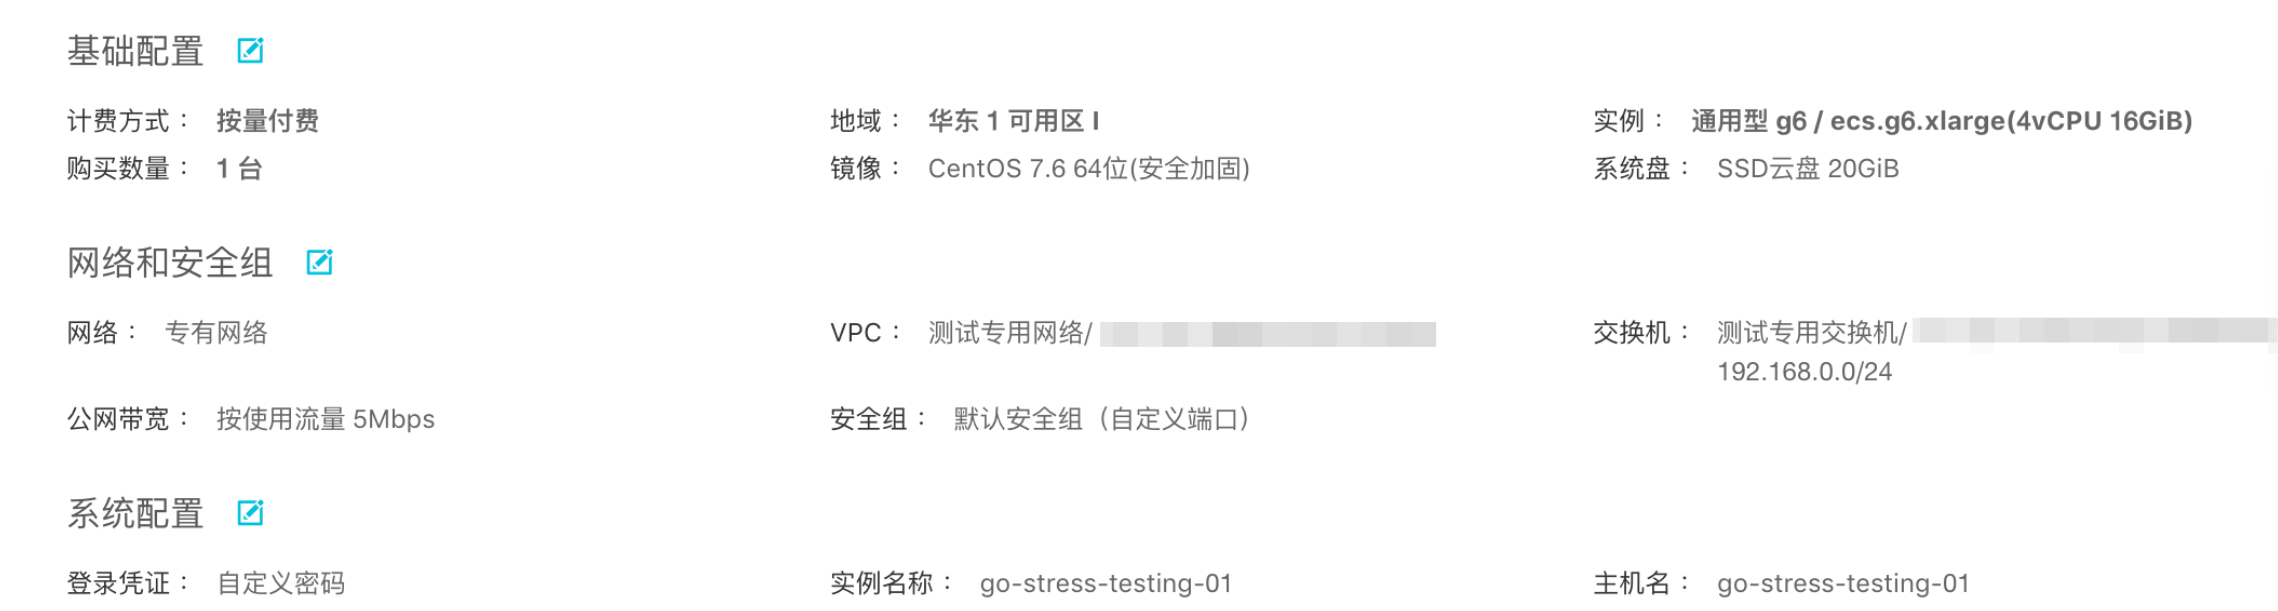 基础配置
计费方式： 按量付费
地域： 华东 1 可用区 I
实例： 通用型 g6 / ecs.g6.xlarge(4vCPU 16GiB)
购买数量： 1 台
镜像： CentOS 7.6 64位(安全加固)
系统盘： SSD云盘 20GiB
网络和安全组
网络： 专有网络
VPC： 测试专用网络/
交换机： 测试专用交换机/
192.168.0.0/24
公网带宽： 按使用流量 5Mbps
安全组： 默认安全组（自定义端口）
系统配置
登录凭证： 自定义密码
实例名称： go-stress-testing-01
主机名： go-stress-testing-01